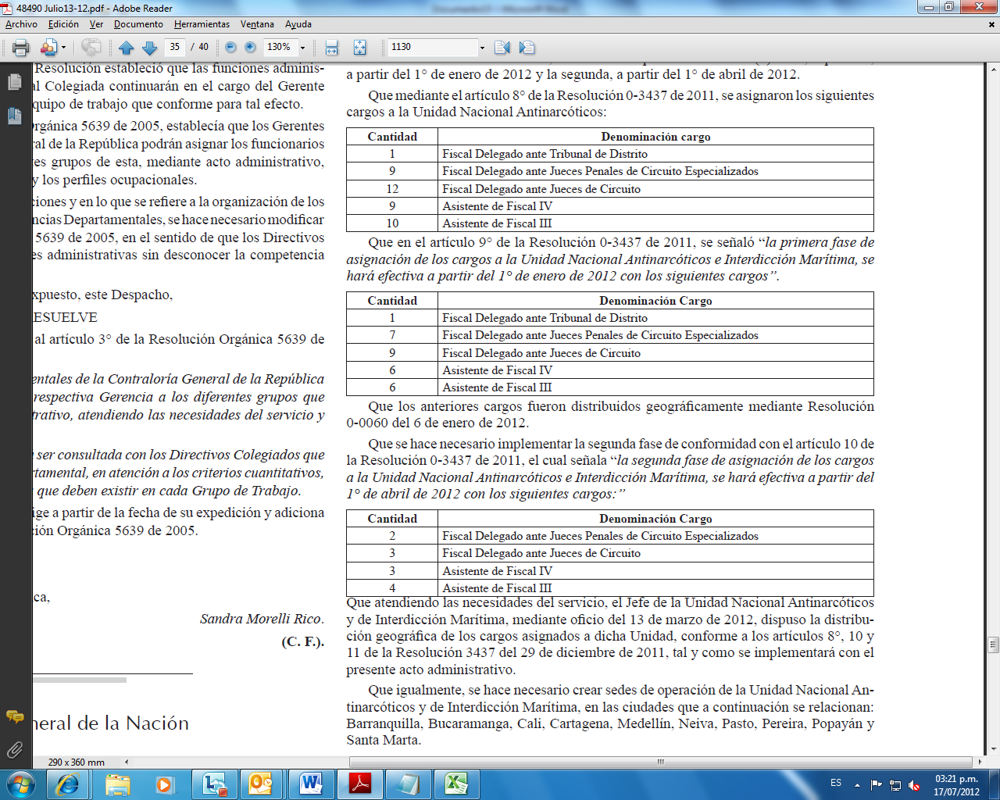 48490 Julio13-12.pdf - Adobe Reader
Archivo Edición Ver Documento Herramientas Ventana Ayuda
35 / 40 130% 1130
Resolución estableció que las funciones adminis-
al Colegiada continuarán en el cargo del Gerente
quipo de trabajo que conforme para tal efecto.
Orgánica 5639 de 2005, establecía que los Gerentes
ral de la República podrán asignar los funcionarios
tes grupos de esta, mediante acto administrativo,
y los perfiles ocupacionales.
ciones y en lo que se refiere a la organización de los
ncias Departamentales, se hace necesario modificar
5639 de 2005, en el sentido de que los Directivos
es administrativas sin desconocer la competencia
xpuesto, este Despacho,
ESUELVE
al artículo 3° de la Resolución Orgánica 5639 de
entales de la Contraloría General de la República
respectiva Gerencia a los diferentes grupos que
trativo, atendiendo las necesidades del servicio y
ser consultada con los Directivos Colegiados que
artamental, en atención a los criterios cuantitativos,
que deben existir en cada Grupo de Trabajo.
ige a partir de la fecha de su expedición y adiciona
ción Orgánica 5639 de 2005.
ca,
Sandra Morelli Rico.
(C. F.).
neral de la Nación
a partir del 1° de enero de 2012 y la segunda, a partir del 1° de abril de 2012.
Que mediante el artículo 8° de la Resolución 0-3437 de 2011, se asignaron los siguientes
cargos a la Unidad Nacional Antinarcóticos:
Cantidad Denominación cargo
1 Fiscal Delegado ante Tribunal de Distrito
9 Fiscal Delegado ante Jueces Penales de Circuito Especializados
12 Fiscal Delegado ante Jueces de Circuito
9 Asistente de Fiscal IV
10 Asistente de Fiscal III
Que en el artículo 9° de la Resolución 0-3437 de 2011, se señaló “la primera fase de
asignación de los cargos a la Unidad Nacional Antinarcóticos e Interdicción Marítima, se
hará efectiva a partir del 1° de enero de 2012 con los siguientes cargos”.
Cantidad Denominación Cargo
1 Fiscal Delegado ante Tribunal de Distrito
7 Fiscal Delegado ante Jueces Penales de Circuito Especializados
9 Fiscal Delegado ante Jueces de Circuito
6 Asistente de Fiscal IV
6 Asistente de Fiscal III
Que los anteriores cargos fueron distribuidos geográficamente mediante Resolución
0-0060 del 6 de enero de 2012.
Que se hace necesario implementar la segunda fase de conformidad con el artículo 10 de
la Resolución 0-3437 de 2011, el cual señala “la segunda fase de asignación de los cargos
a la Unidad Nacional Antinarcóticos e Interdicción Marítima, se hará efectiva a partir del
1° de abril de 2012 con los siguientes cargos:”
Cantidad Denominación Cargo
2 Fiscal Delegado ante Jueces Penales de Circuito Especializados
3 Fiscal Delegado ante Jueces de Circuito
3 Asistente de Fiscal IV
4 Asistente de Fiscal III
Que atendiendo las necesidades del servicio, el Jefe de la Unidad Nacional Antinarcóticos
y de Interdicción Marítima, mediante oficio del 13 de marzo de 2012, dispuso la distribu-
ción geográfica de los cargos asignados a dicha Unidad, conforme a los artículos 8°, 10 y
11 de la Resolución 3437 del 29 de diciembre de 2011, tal y como se implementará con el
presente acto administrativo.
Que igualmente, se hace necesario crear sedes de operación de la Unidad Nacional An-
tinarcóticos y de Interdicción Marítima, en las ciudades que a continuación se relacionan:
Barranquilla, Bucaramanga, Cali, Cartagena, Medellín, Neiva, Pasto, Pereira, Popayán y
Santa Marta.
290 x 360 mm
ES
03:21 p.m.
17/07/2012